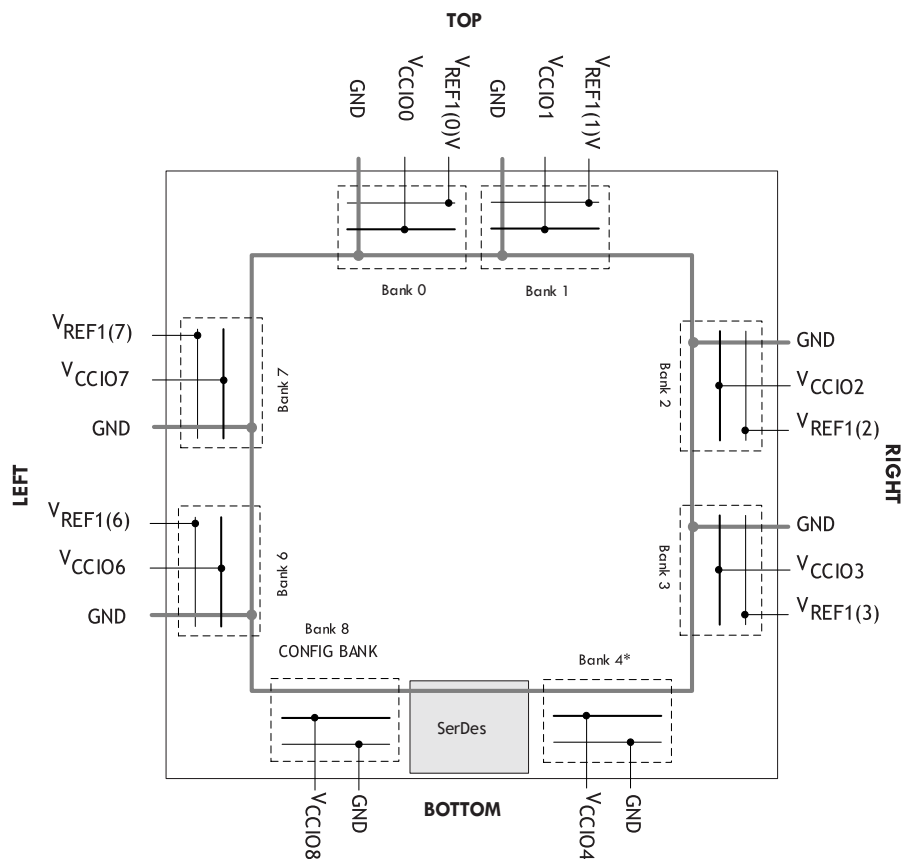 TOP
GND
VCCIO0
VREF1(0)V
GND
VCCIO1
VREF1(1)V
Bank 0
Bank 1
VREF1(7)
VCCIO7
GND
Bank 7
Bank 2
GND
VCCIO2
VREF1(2)
LEFT
RIGHT
VREF1(6)
VCCIO6
GND
Bank 6
Bank 3
GND
VCCIO3
VREF1(3)
Bank 8
CONFIG BANK
Bank 4*
SerDes
VCCIO8
GND
BOTTOM
VCCIO4
GND